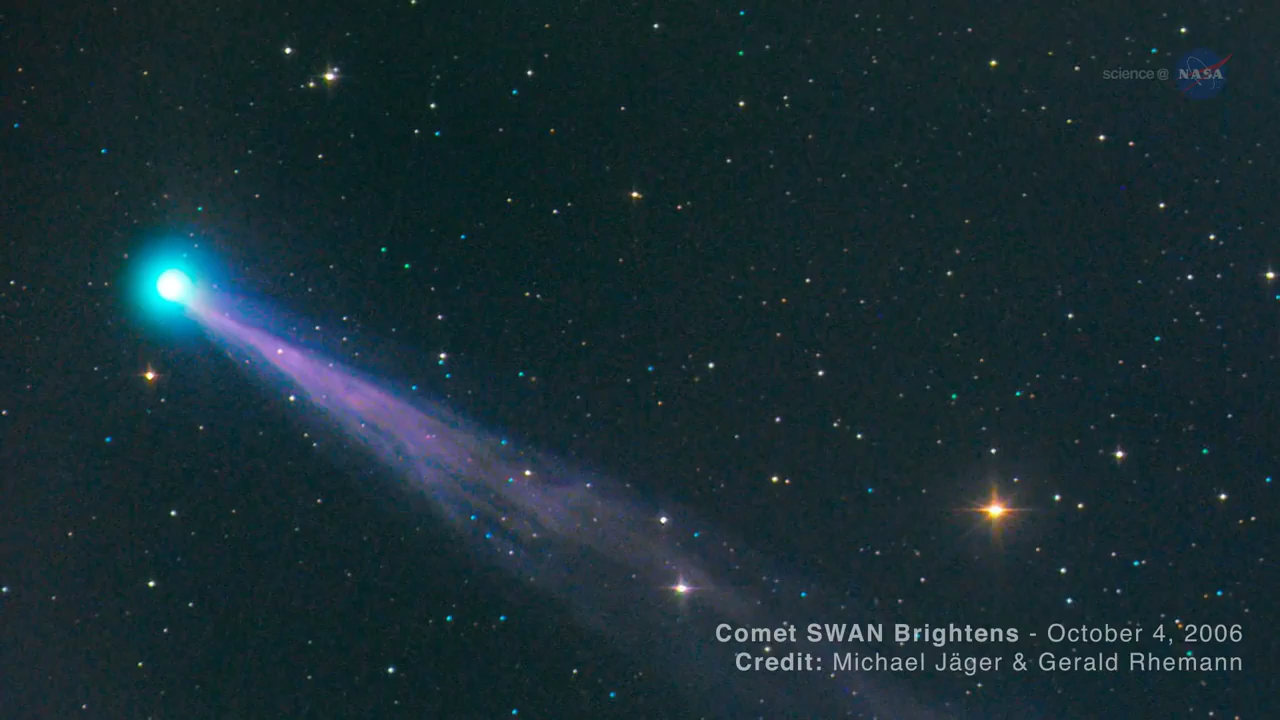 science@ NASA
Comet SWAN Brightens - October 4, 2006
Credit: Michael Jäger & Gerald Rhemann